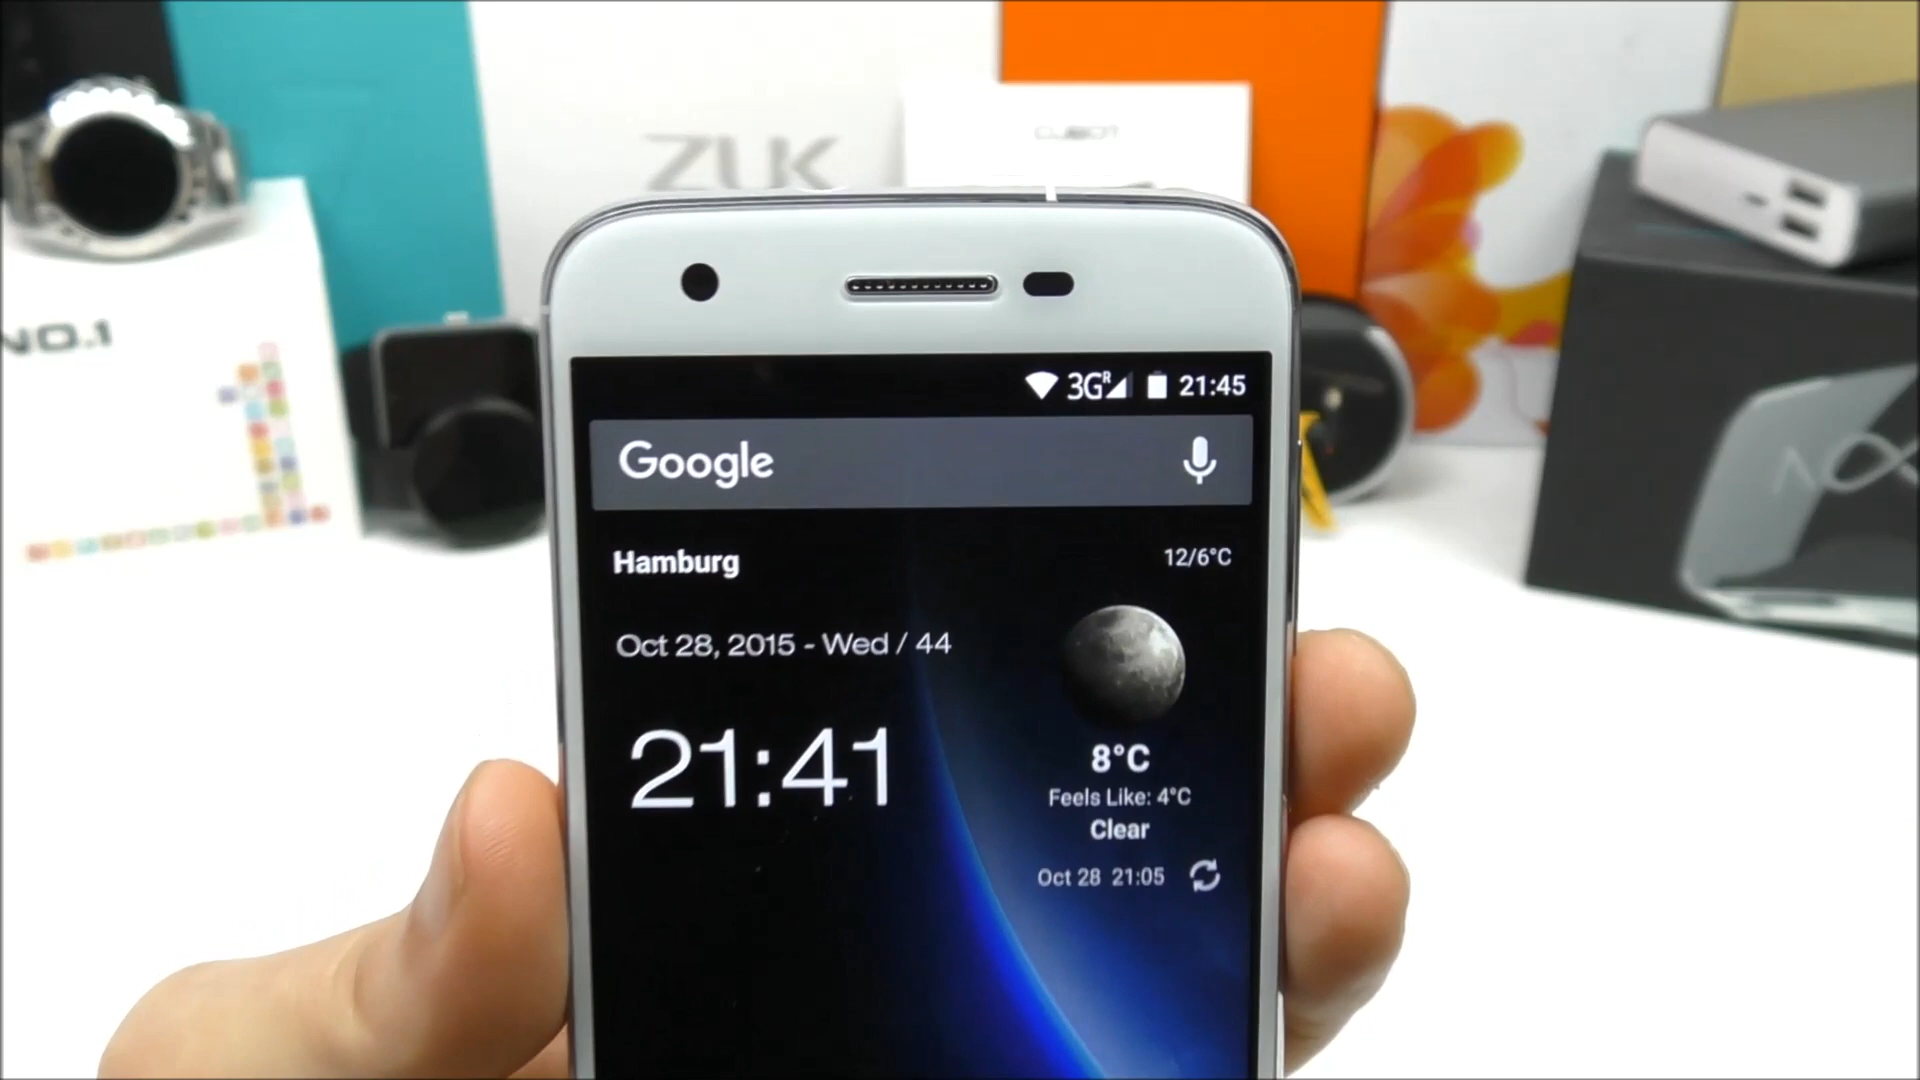 ZUK
CUBOT
NO.1
3G R 21:45
Google
Hamburg
12/6°C
Oct 28, 2015 - Wed / 44
21:41
8°C
Feels Like: 4°C
Clear
Oct 28 21:05